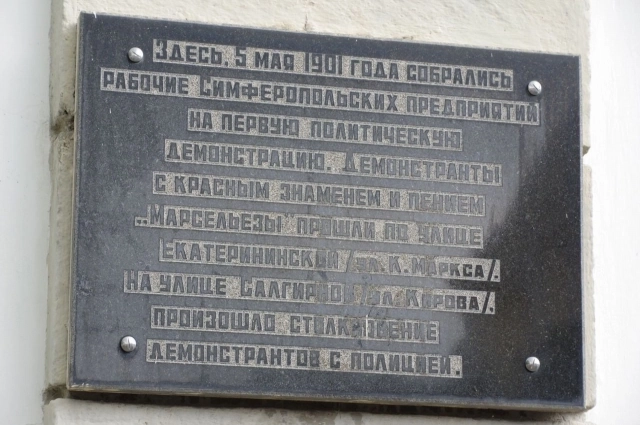 Здесь, 5 мая 1901 года собрались
рабочие Симферопольских предприятий
на первую политическую
демонстрацию. Демонстранты
с красным знаменем и пением
„Марсельезы" прошли по улице
Екатерининской /ул. К. Маркса/.
На улице Салгирной /ул. Кирова/.
произошло столкновение
демонстрантов с полицией.